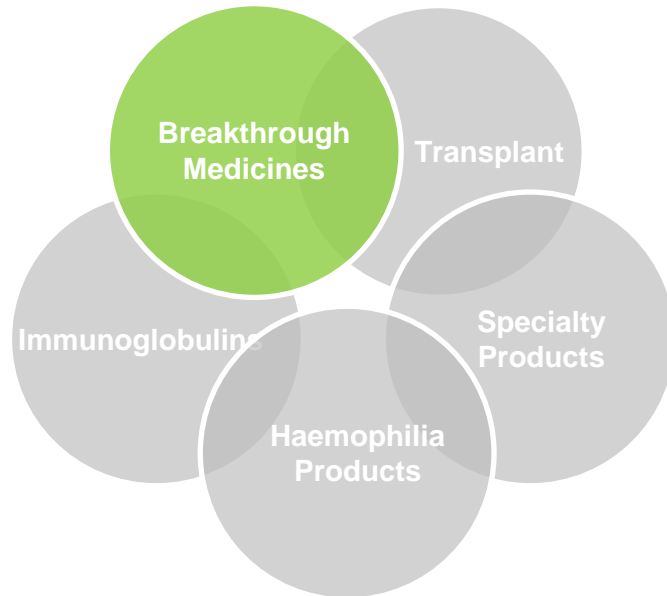 Breakthrough
Medicines
Transplant
Immunoglobulins
Specialty
Products
Haemophilia
Products